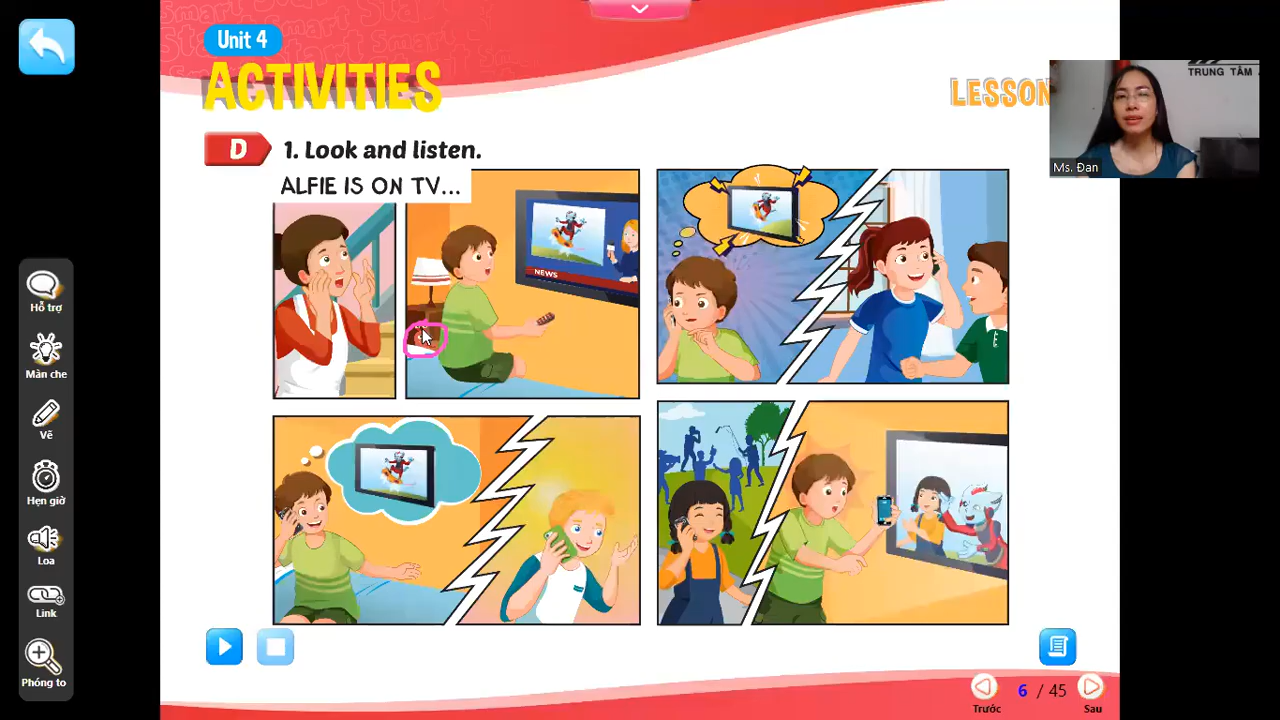 Unit 4
ACTIVITIES
LESSON
TRUNG TÂM
Ms. Đan
D 1. Look and listen.
ALFIE IS ON TV...
NEWS
Hỗ trợ
Màn che
Vẽ
Hẹn giờ
Loa
Link
Phóng to
6 / 45
Trước
Sau